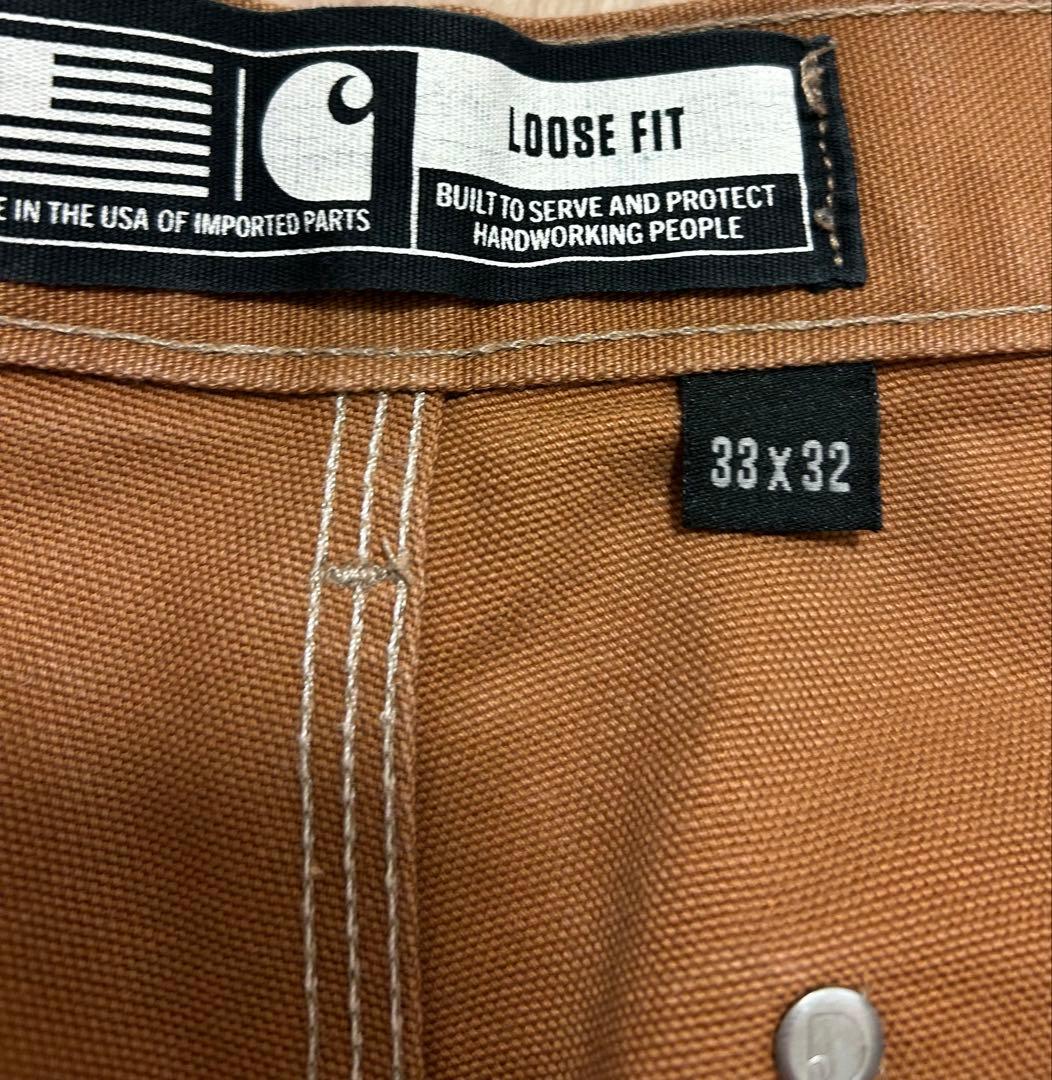 LOOSE FIT
E IN THE USA OF IMPORTED PARTS
BUILT TO SERVE AND PROTECT
HARDWORKING PEOPLE
33 X 32